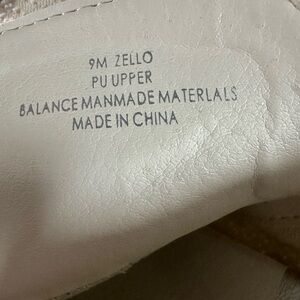 9M ZELLO
PU UPPER
BALANCE MANMADE MATERLALS
MADE IN CHINA